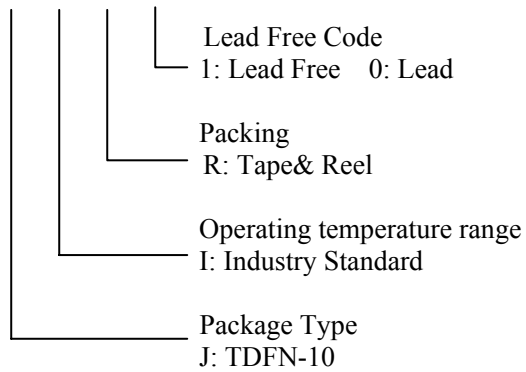 Lead Free Code
1: Lead Free 0: Lead
Packing
R: Tape& Reel
Operating temperature range
I: Industry Standard
Package Type
J: TDFN-10